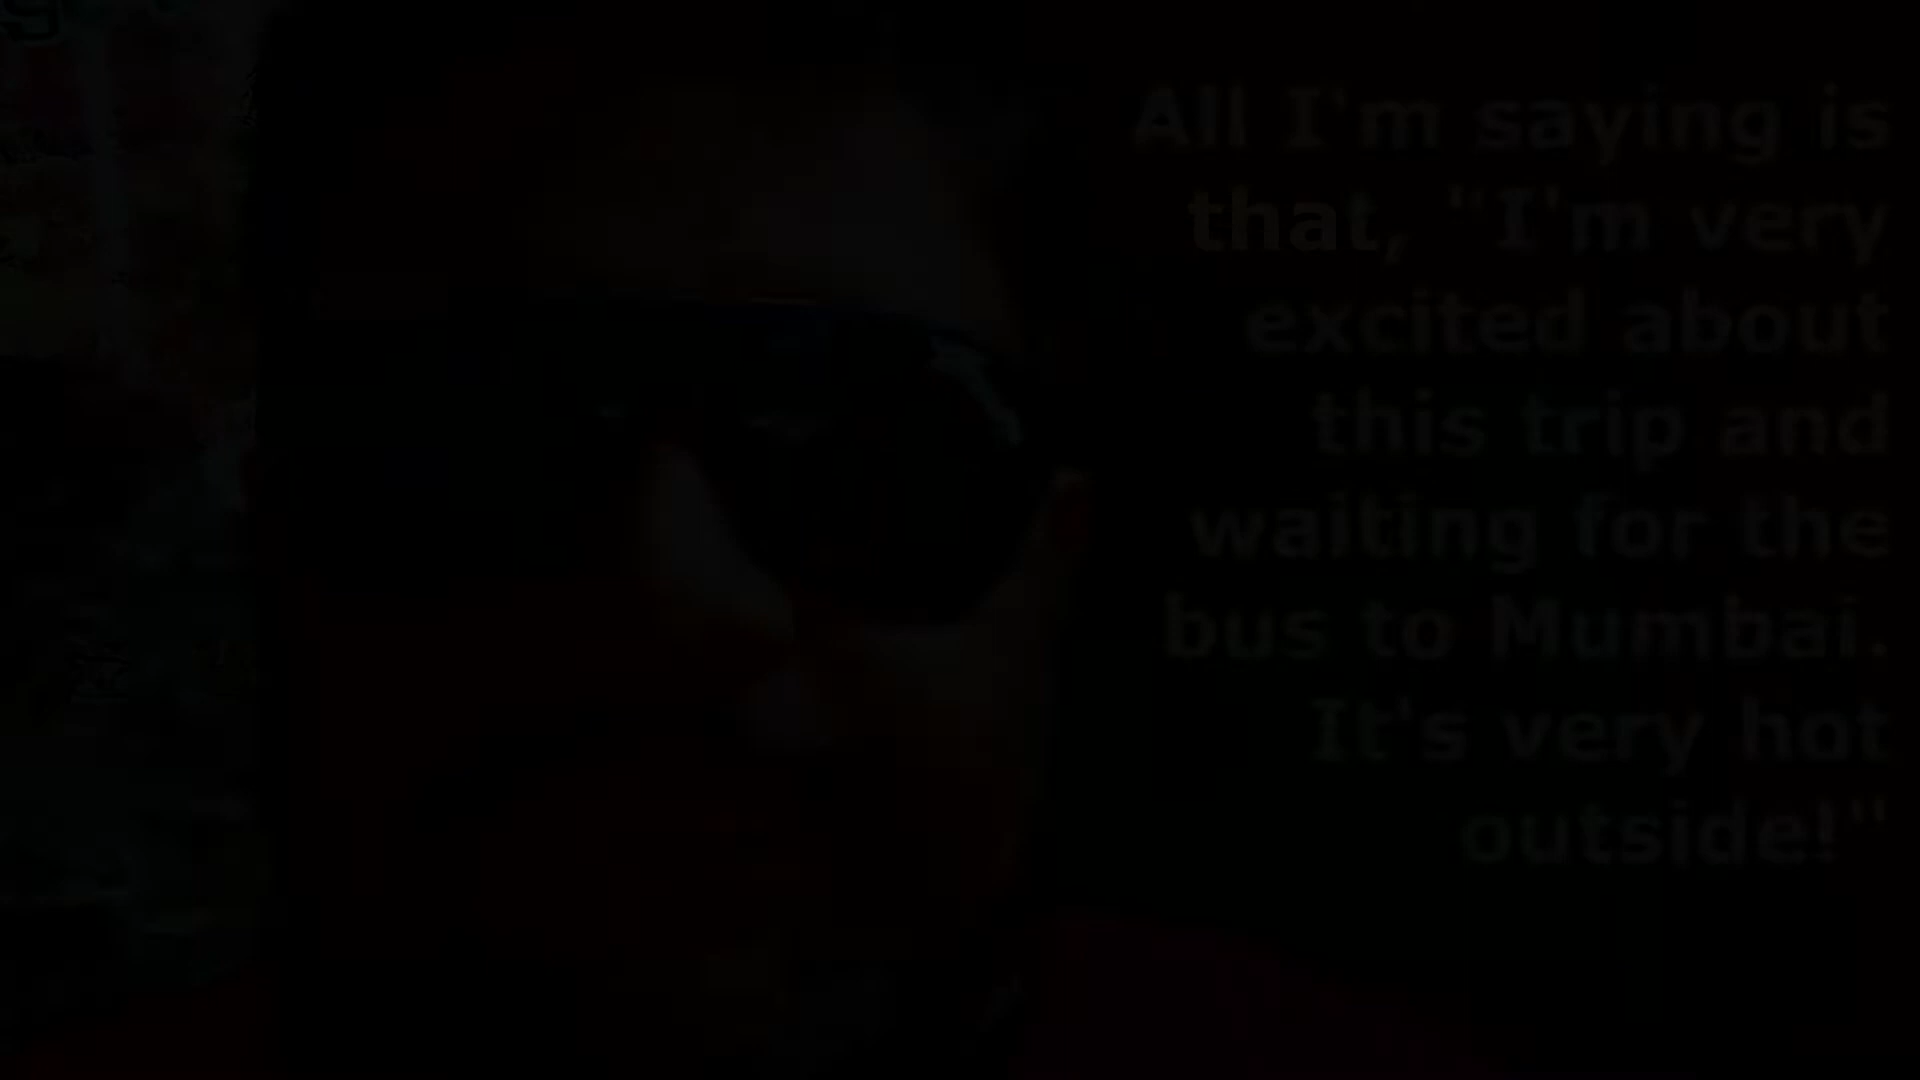 All I'm saying is
that, "I'm very
excited about
this trip and
waiting for the
bus to Mumbai.
It's very hot
outside!"